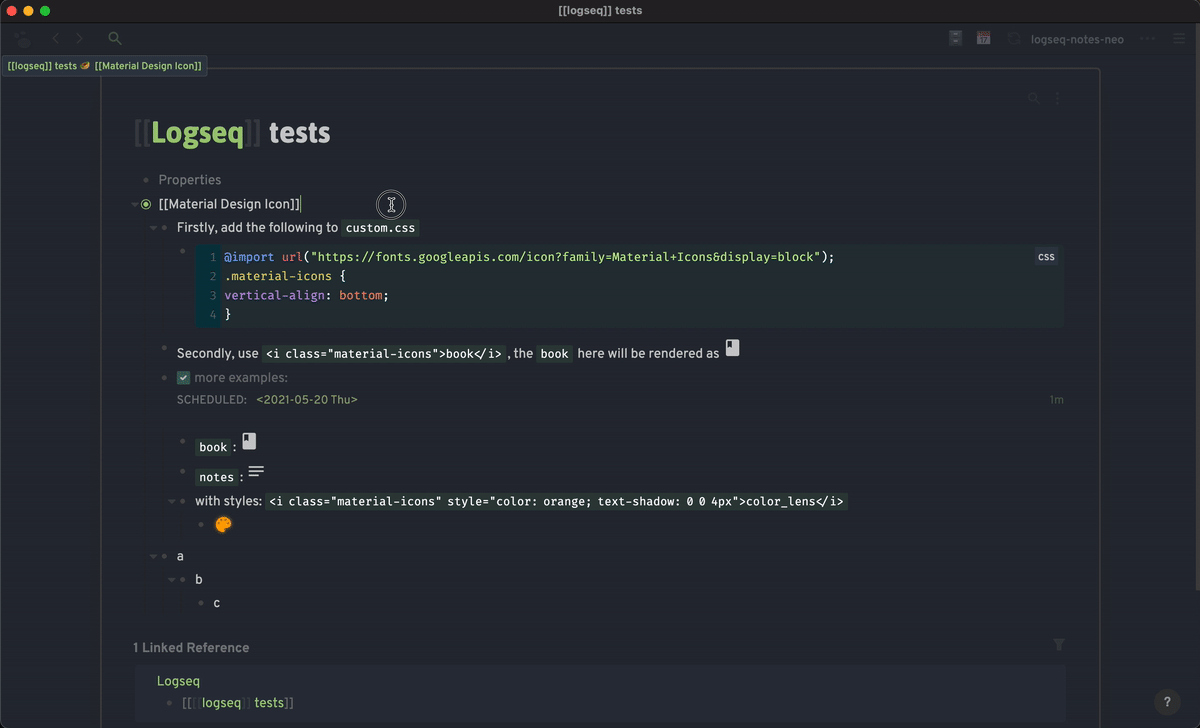 [[logseq]] tests
17
logseq-notes-neo
[[logseq]] tests [[Material Design Icon]]
[[Logseq]] tests
Properties
[[Material Design Icon]]
Firstly, add the following to custom.css
1 @import url("https://fonts.googleapis.com/icon?family=Material+Icons&display=block"); css
2 .material-icons {
3 vertical-align: bottom;
4 }
Secondly, use <i class="material-icons">book</i>, the book here will be rendered as
more examples:
SCHEDULED: <2021-05-20 Thu> 1m
book :
notes :
with styles: <i class="material-icons" style="color: orange; text-shadow: 0 0 4px">color_lens</i>
a
b
c
1 Linked Reference
Logseq
[[[[logseq]] tests]]
?